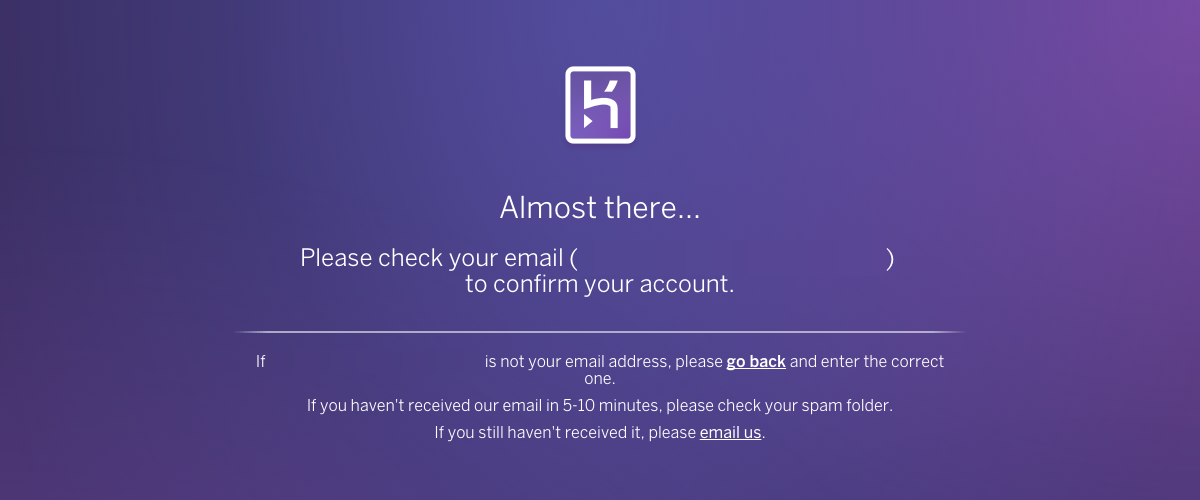 Almost there...
Please check your email ( )
to confirm your account.
If is not your email address, please go back and enter the correct
one.
If you haven't received our email in 5-10 minutes, please check your spam folder.
If you still haven't received it, please email us.